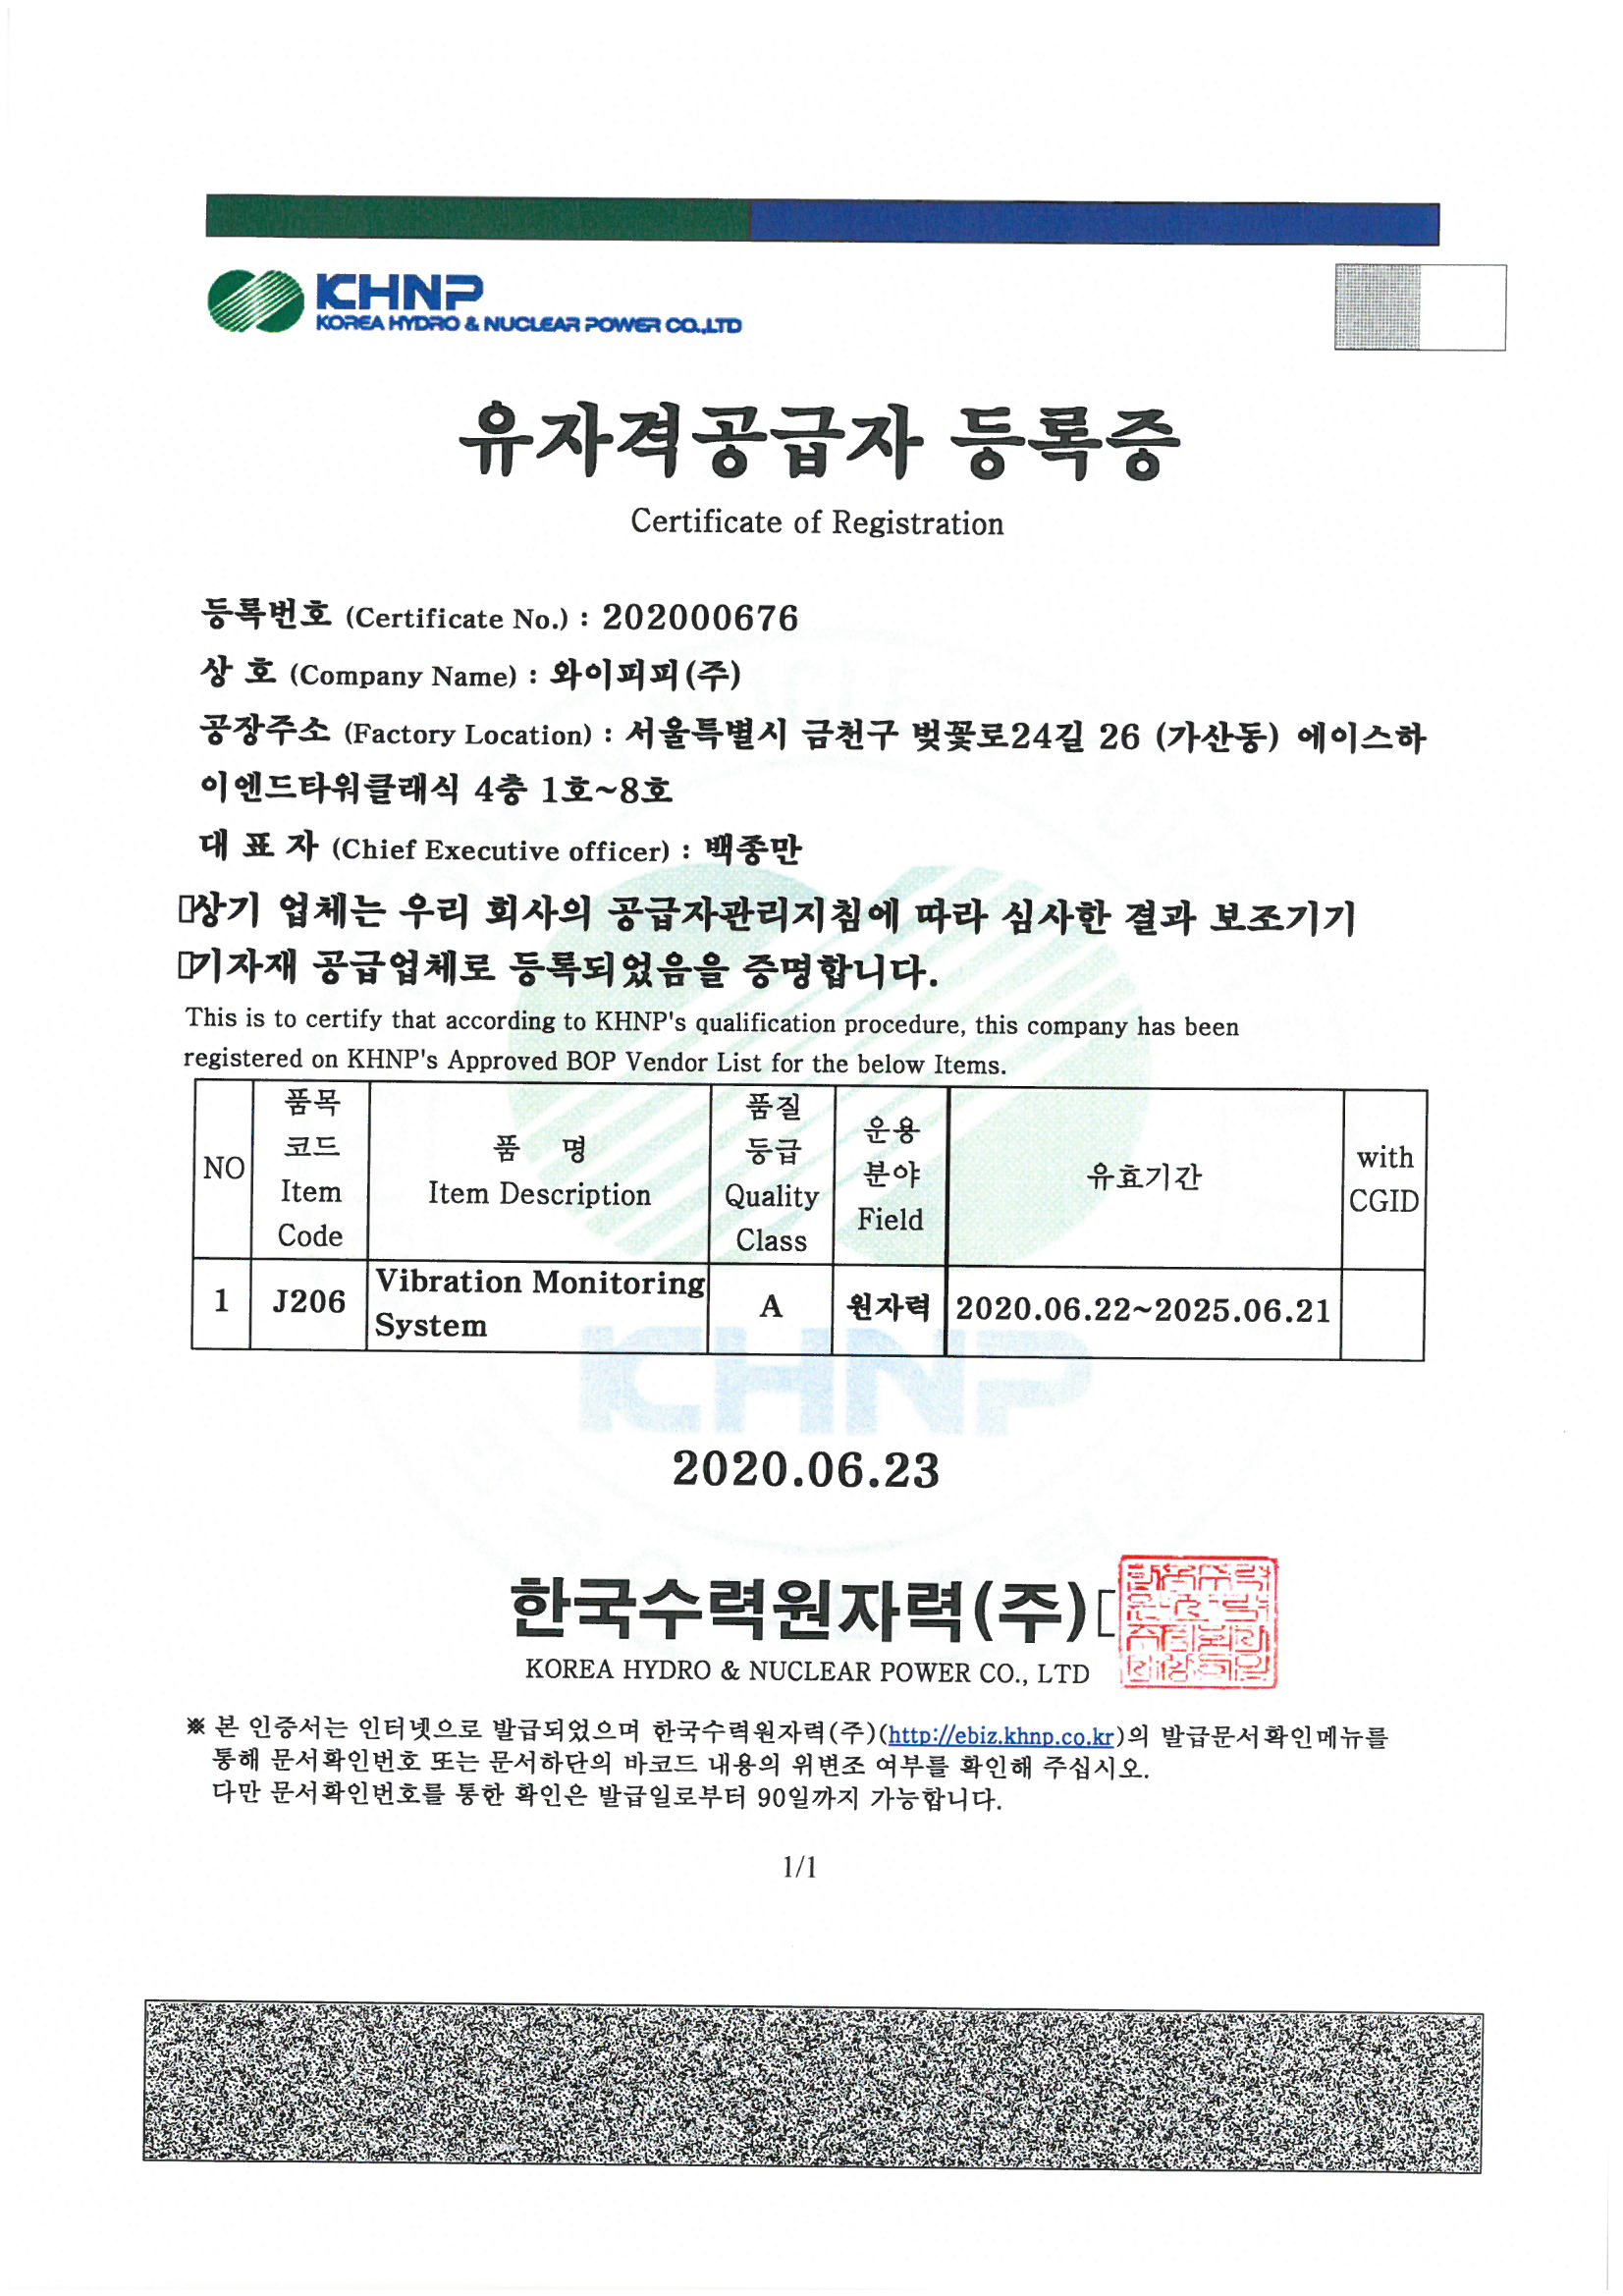 KHNP
KOREA HYDRO & NUCLEAR POWER CO.,LTD
유자격공급자 등록증
Certificate of Registration
등록번호 (Certificate No.) : 202000676
상 호 (Company Name) : 와이피피(주)
공장주소 (Factory Location) : 서울특별시 금천구 벚꽃로24길 26 (가산동) 에이스하
이엔드타워클래식 4층 1호~8호
대 표 자 (Chief Executive officer) : 백종만
상기 업체는 우리 회사의 공급자관리지침에 따라 심사한 결과 보조기기
기자재 공급업체로 등록되었음을 증명합니다.
This is to certify that according to KHNP's qualification procedure, this company has been
registered on KHNP's Approved BOP Vendor List for the below Items.
NO 품목 코드 Item Code 품 명 Item Description 품질 등급 Quality Class 운용 분야 Field 유효기간 with CGID
1 J206 Vibration Monitoring System A 원자력 2020.06.22~2025.06.21
KHNP
2020.06.23
한국수력원자력(주)
KOREA HYDRO & NUCLEAR POWER CO., LTD
※ 본 인증서는 인터넷으로 발급되었으며 한국수력원자력(주)(http://ebiz.khnp.co.kr)의 발급문서확인메뉴를
통해 문서확인번호 또는 문서하단의 바코드 내용의 위변조 여부를 확인해 주십시오.
다만 문서확인번호를 통한 확인은 발급일로부터 90일까지 가능합니다.
1/1